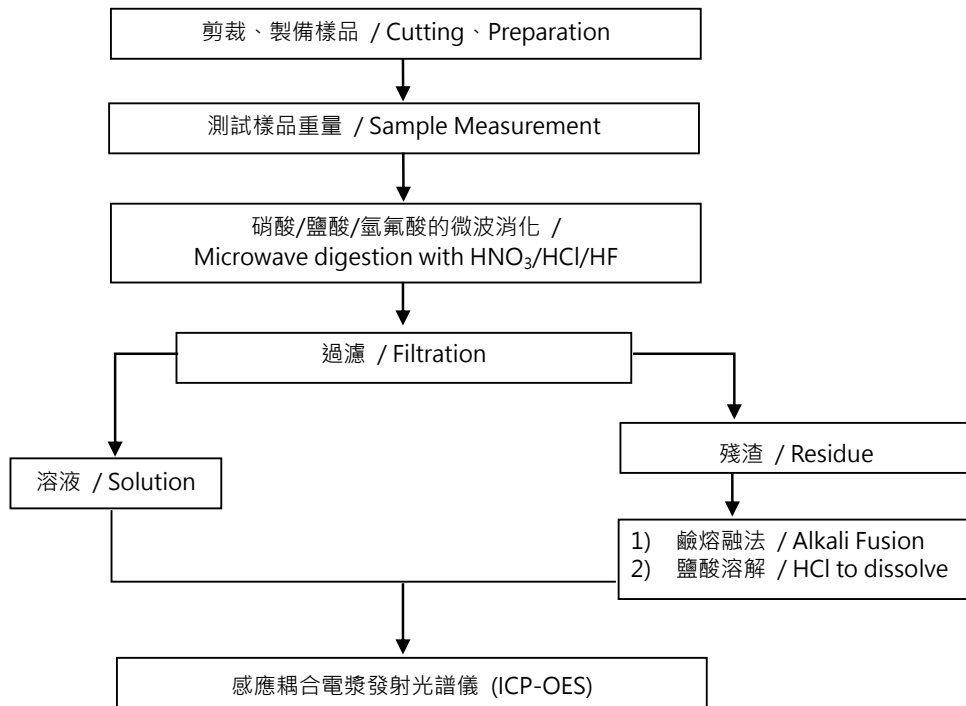 剪裁、製備樣品 / Cutting、Preparation
測試樣品重量 / Sample Measurement
硝酸/鹽酸/氫氟酸的微波消化 /
Microwave digestion with HNO₃/HCl/HF
過濾 / Filtration
溶液 / Solution
殘渣 / Residue
1) 鹼熔融法 / Alkali Fusion
2) 鹽酸溶解 / HCl to dissolve
感應耦合電漿發射光譜儀 (ICP-OES)